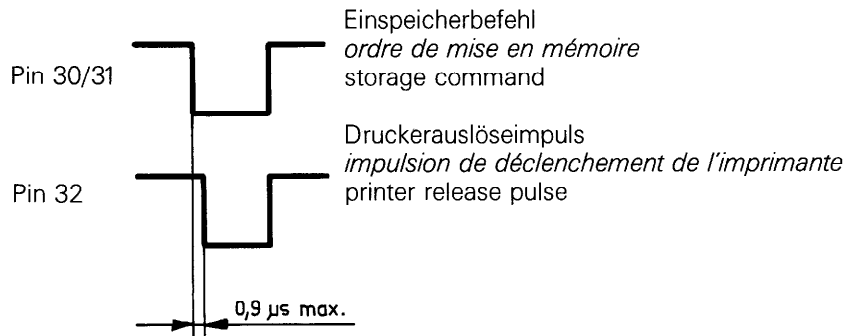 Einspeicherbefehl
ordre de mise en mémoire
Pin 30/31
storage command
Druckerauslöseimpuls
impulsion de déclenchement de l'imprimante
Pin 32
printer release pulse
0,9 µs max.